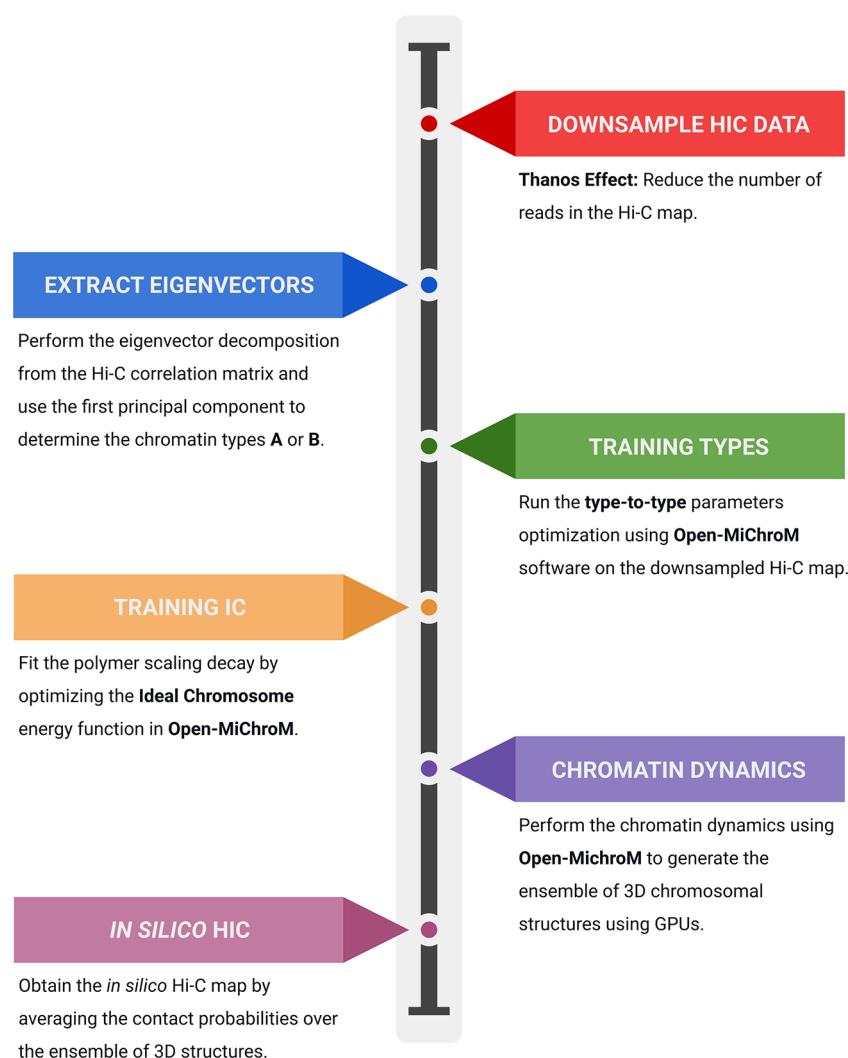 DOWNSAMPLE HIC DATA
Thanos Effect: Reduce the number of
reads in the Hi-C map.
EXTRACT EIGENVECTORS
Perform the eigenvector decomposition
from the Hi-C correlation matrix and
use the first principal component to
determine the chromatin types A or B.
TRAINING TYPES
Run the type-to-type parameters
optimization using Open-MiChroM
software on the downsampled Hi-C map.
TRAINING IC
Fit the polymer scaling decay by
optimizing the Ideal Chromosome
energy function in Open-MiChroM.
CHROMATIN DYNAMICS
Perform the chromatin dynamics using
Open-MichroM to generate the
ensemble of 3D chromosomal
structures using GPUs.
IN SILICO HIC
Obtain the in silico Hi-C map by
averaging the contact probabilities over
the ensemble of 3D structures.